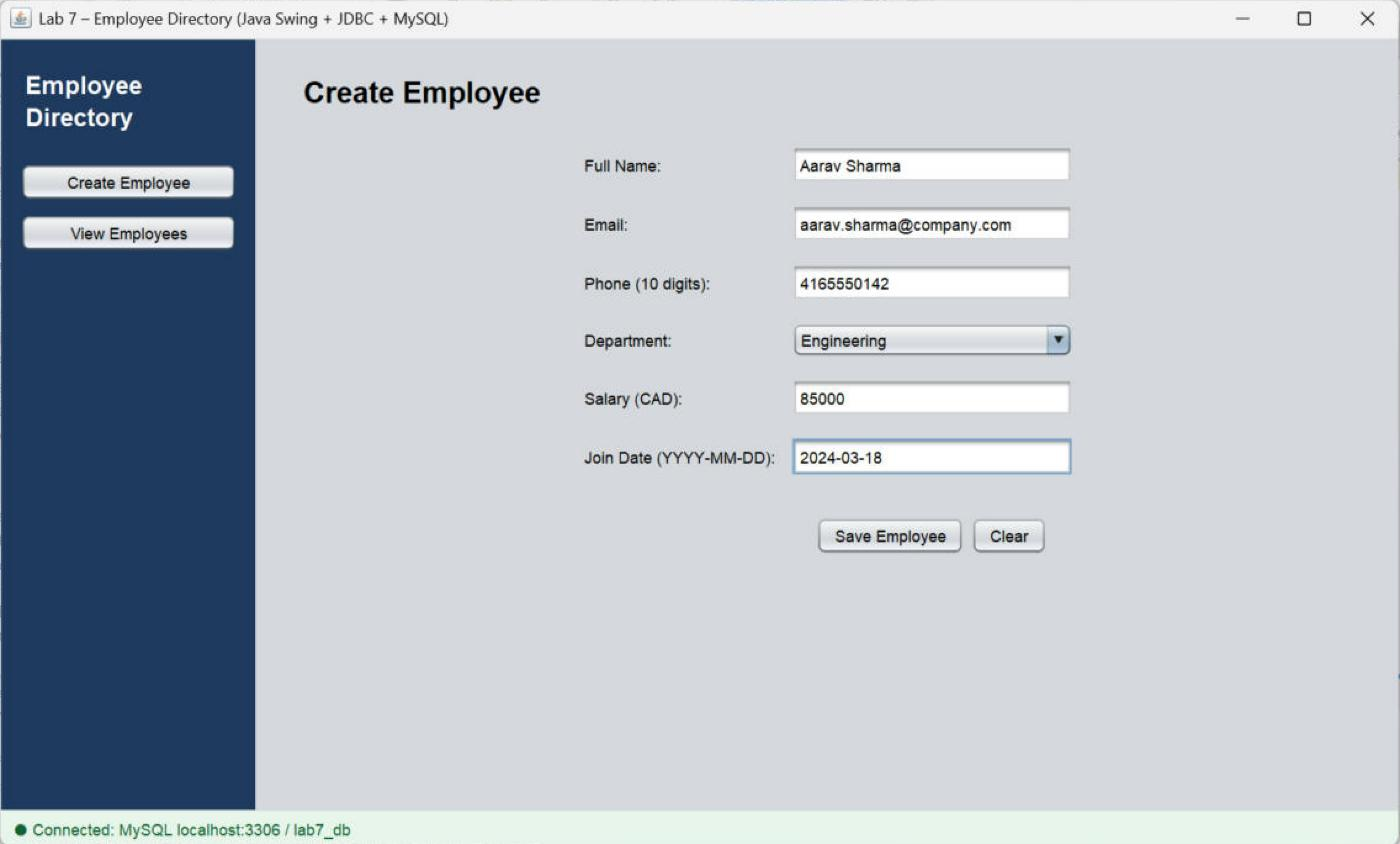 Lab 7 – Employee Directory (Java Swing + JDBC + MySQL)
Employee
Directory
Create Employee
View Employees
Create Employee
Full Name: Aarav Sharma
Email: aarav.sharma@company.com
Phone (10 digits): 4165550142
Department: Engineering
Salary (CAD): 85000
Join Date (YYYY-MM-DD): 2024-03-18
Save Employee Clear
Connected: MySQL localhost:3306 / lab7_db